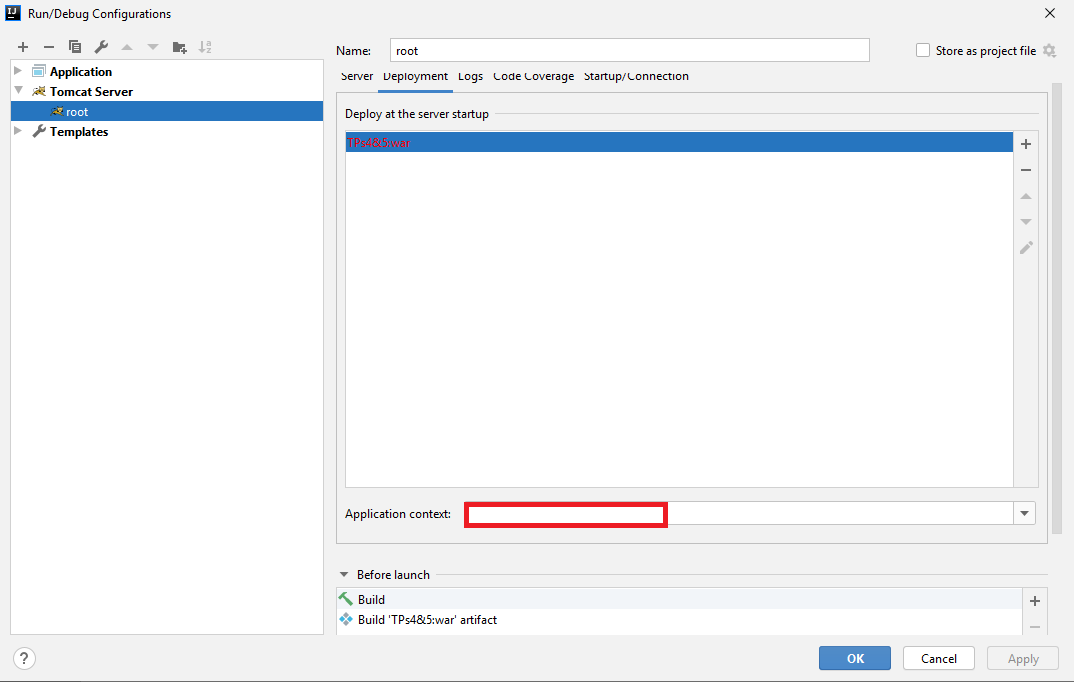 Run/Debug Configurations
Application
Tomcat Server
root
Templates
Name: root
Store as project file
Server Deployment Logs Code Coverage Startup/Connection
Deploy at the server startup
TPs4&5:war
Application context:
Before launch
Build
Build 'TPs4&5:war' artifact
? OK Cancel Apply